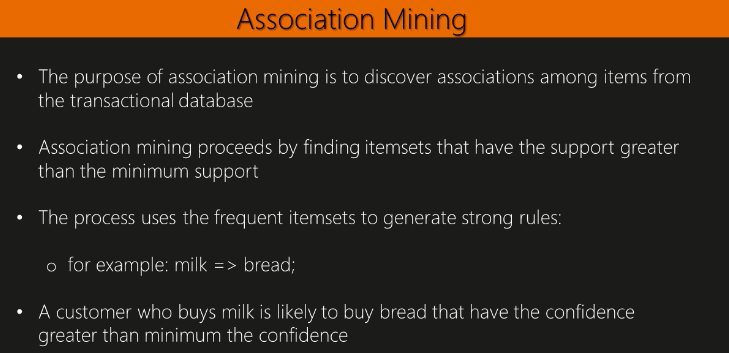 Association Mining
• The purpose of association mining is to discover associations among items from
the transactional database
• Association mining proceeds by finding itemsets that have the support greater
than the minimum support
• The process uses the frequent itemsets to generate strong rules:
o for example: milk => bread;
• A customer who buys milk is likely to buy bread that have the confidence
greater than minimum the confidence